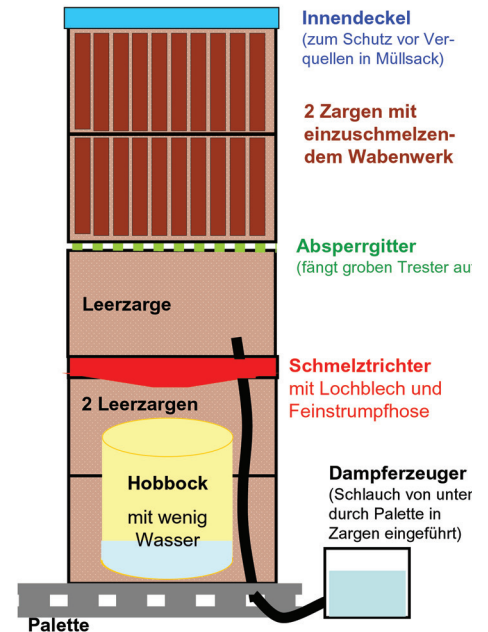 Innendeckel
(zum Schutz vor Ver-
quellen in Müllsack)
2 Zargen mit
einzuschmelzen-
dem Wabenwerk
Absperrgitter
(fängt groben Trester au
Leerzarge
Schmelztrichter
mit Lochblech und
Feinstrumpfhose
2 Leerzargen
Hobbock
mit wenig
Wasser
Dampferzeuger
(Schlauch von unter
durch Palette in
Zargen eingeführt)
Palette